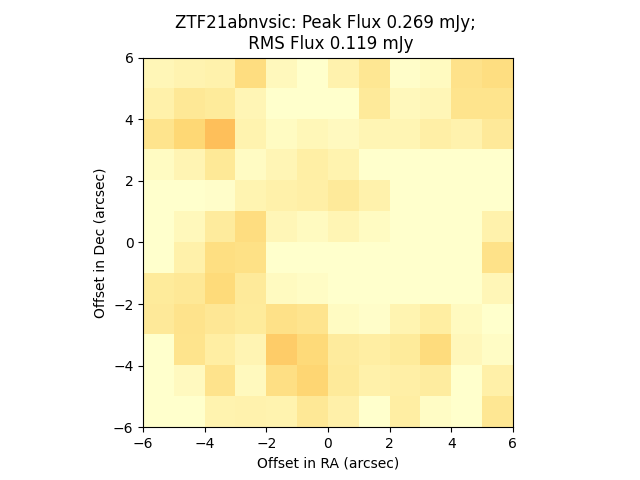 ZTF21abnvsic: Peak Flux 0.269 mJy;
RMS Flux 0.119 mJy
6
4
2
0
−2
−4
−6
Offset in Dec (arcsec)
−6 −4 −2 0 2 4 6
Offset in RA (arcsec)